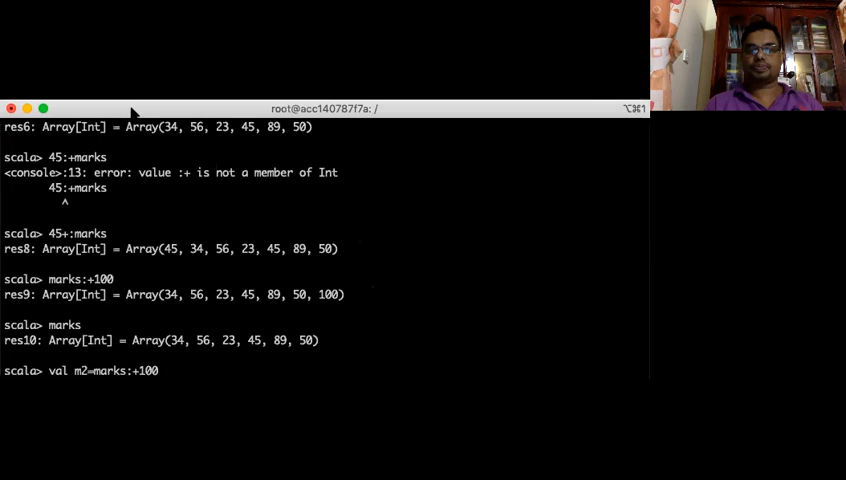 root@acc140787f7a: /
⌥⌘1
res6: Array[Int] = Array(34, 56, 23, 45, 89, 50)
scala> 45:+marks
<console>:13: error: value :+ is not a member of Int
45:+marks
^
scala> 45+:marks
res8: Array[Int] = Array(45, 34, 56, 23, 45, 89, 50)
scala> marks:+100
res9: Array[Int] = Array(34, 56, 23, 45, 89, 50, 100)
scala> marks
res10: Array[Int] = Array(34, 56, 23, 45, 89, 50)
scala> val m2=marks:+100